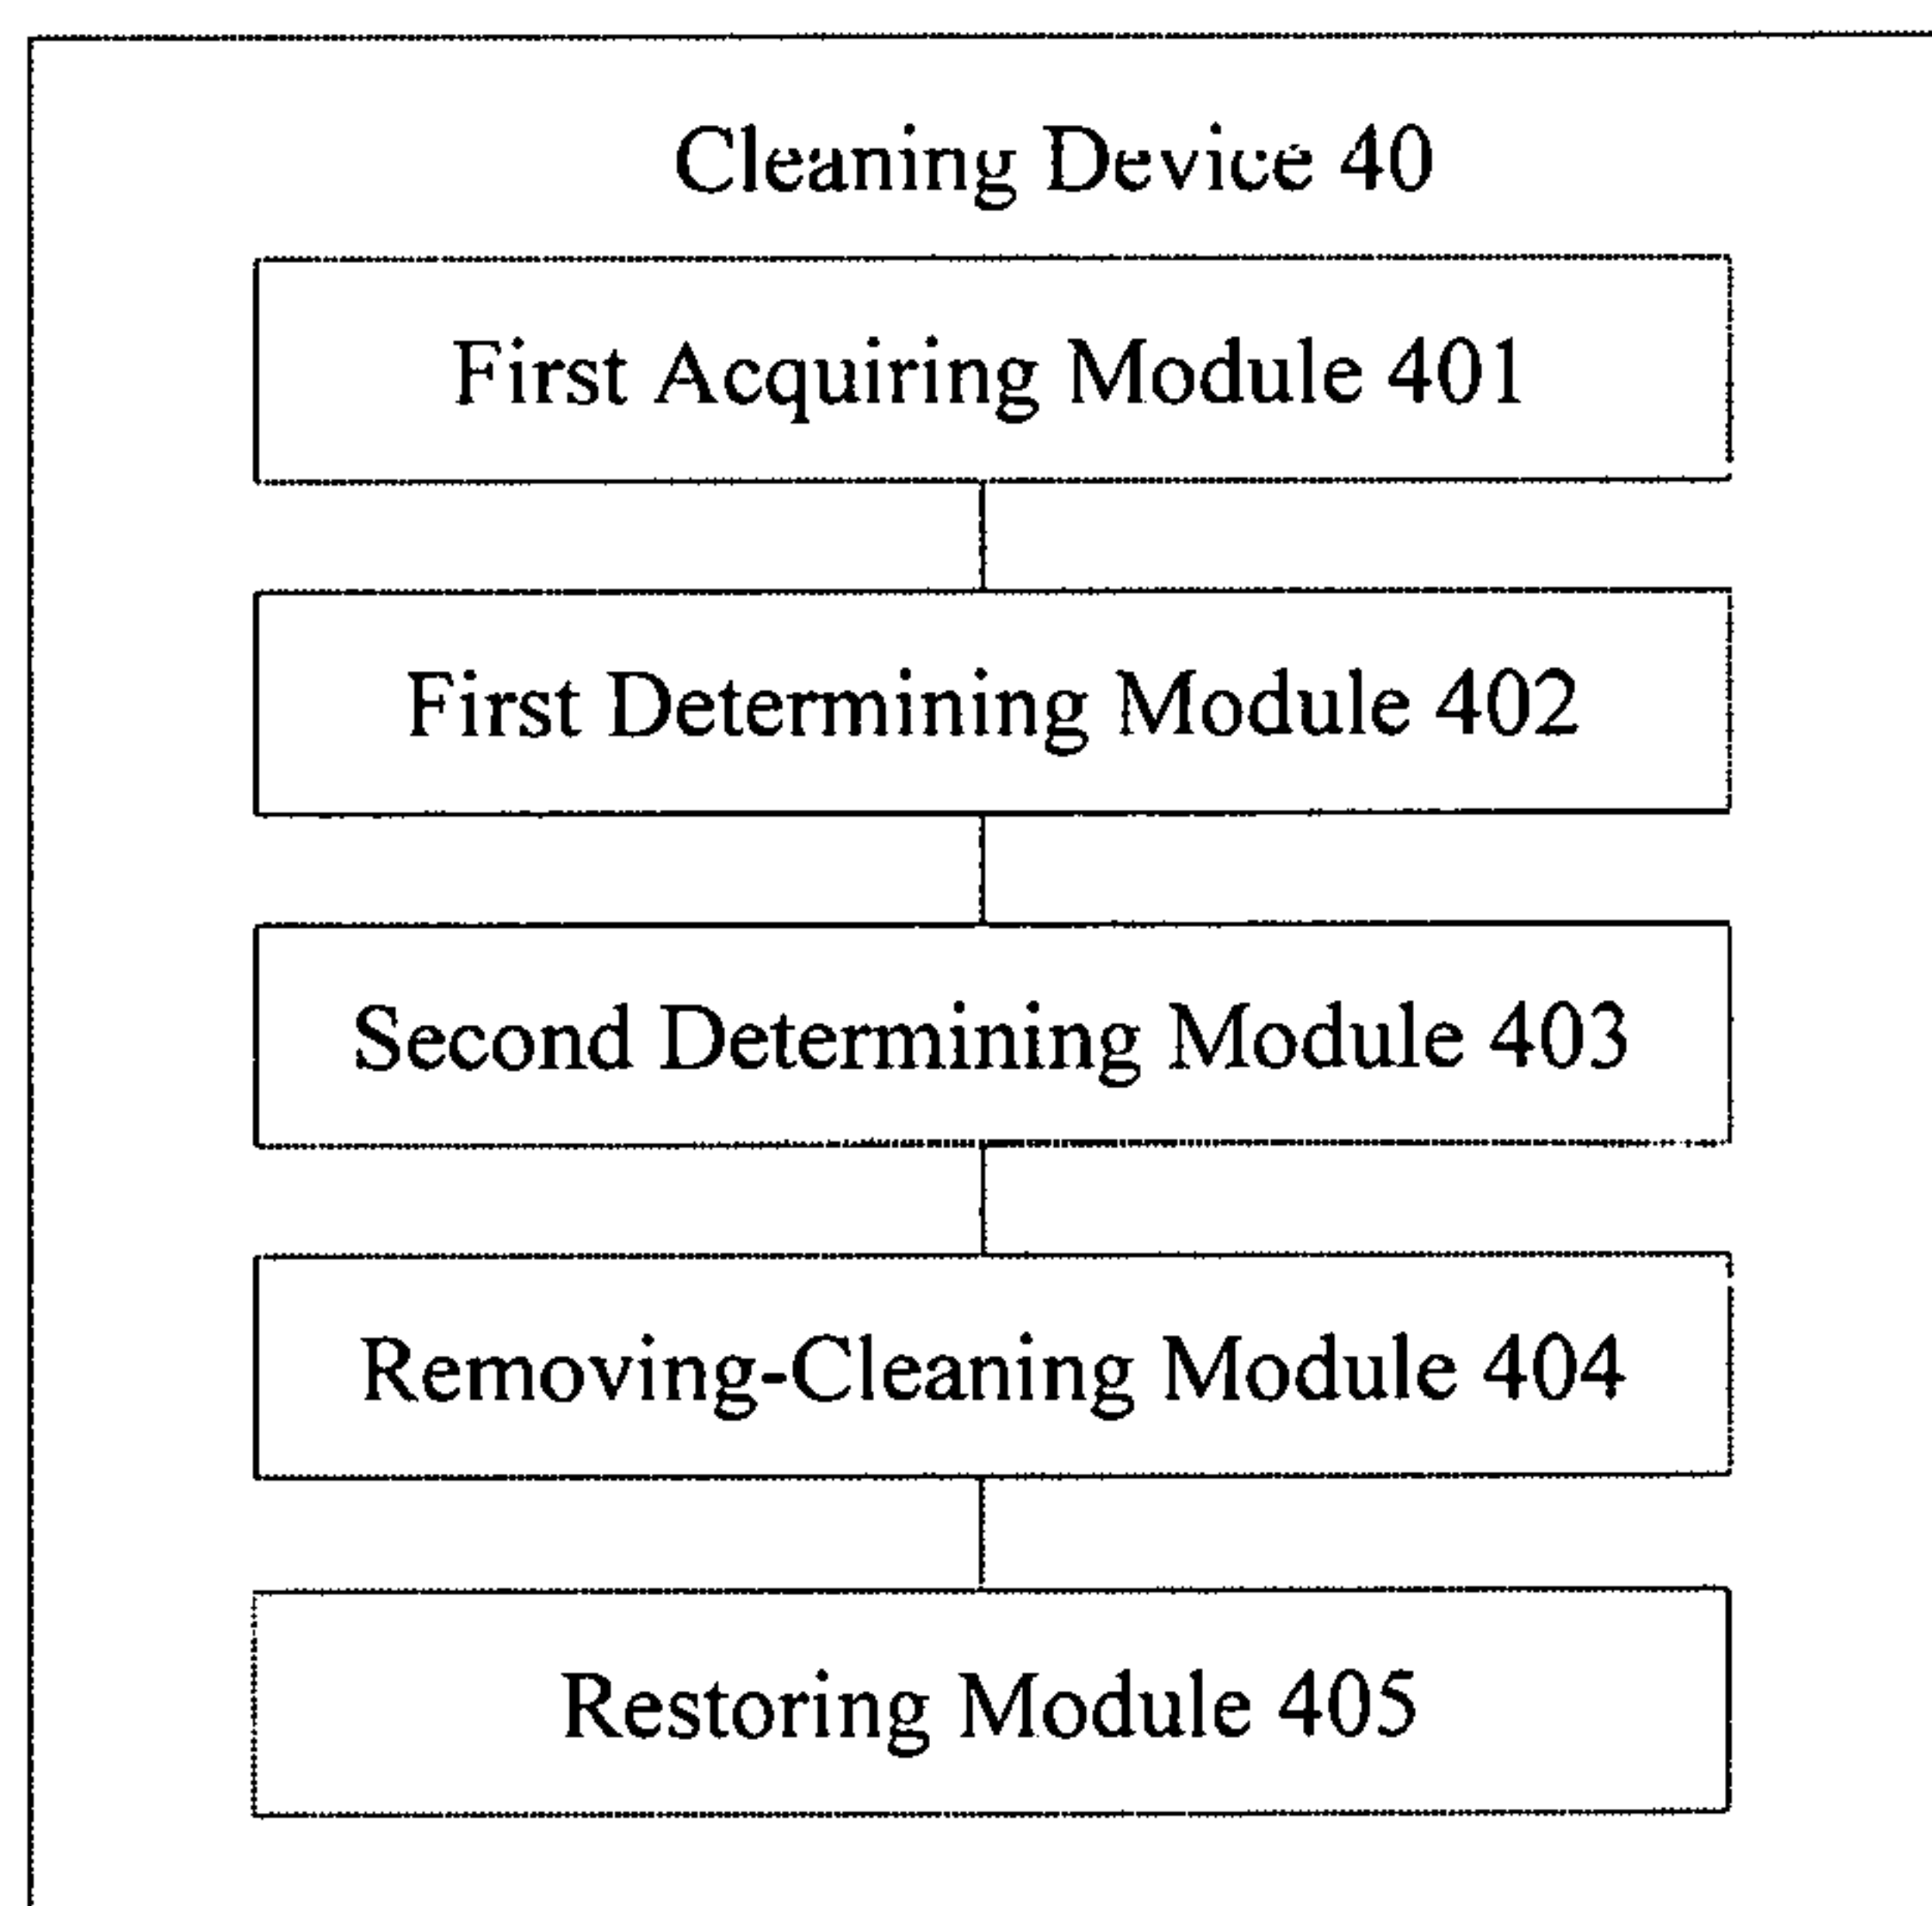 Cleaning Device 40
First Acquiring Module 401
First Determining Module 402
Second Determining Module 403
Removing-Cleaning Module 404
Restoring Module 405